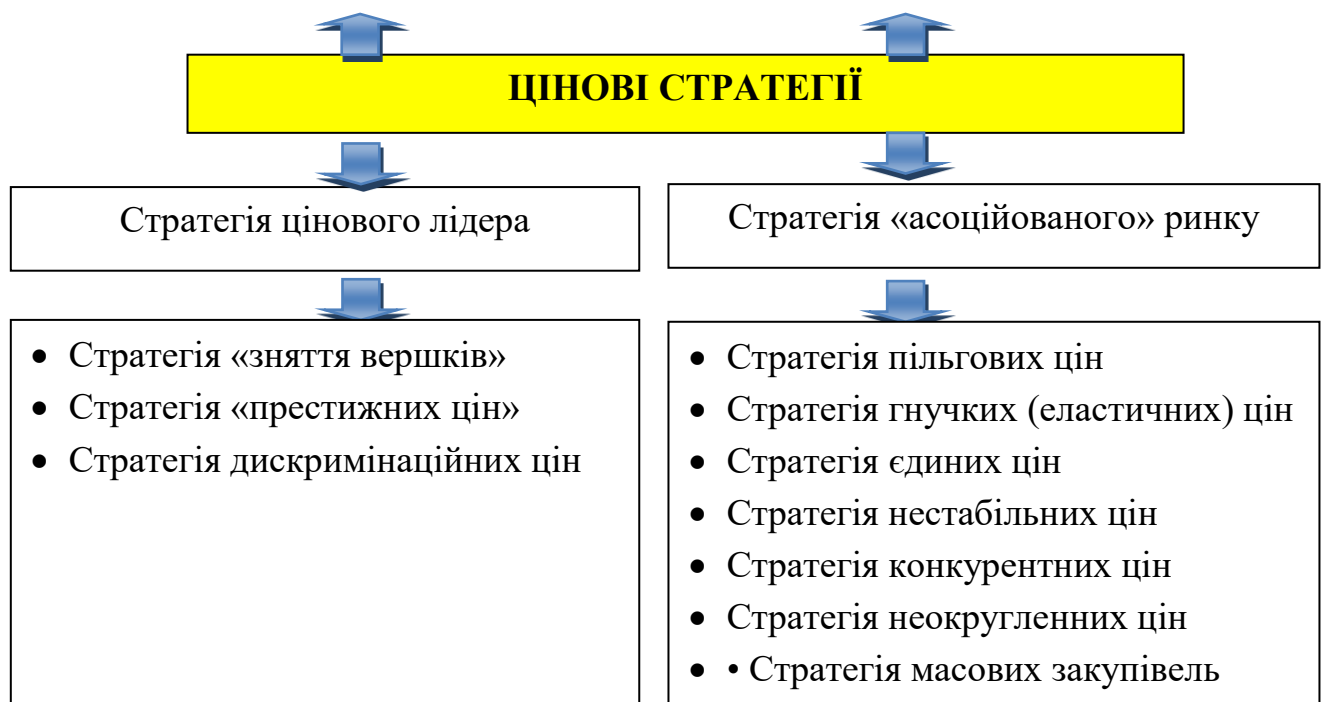 ЦІНОВІ СТРАТЕГІЇ
Стратегія цінового лідера
Стратегія «асоційованого» ринку
• Стратегія «зняття вершків»
• Стратегія «престижних цін»
• Стратегія дискримінаційних цін
• Стратегія пільгових цін
• Стратегія гнучких (еластичних) цін
• Стратегія єдиних цін
• Стратегія нестабільних цін
• Стратегія конкурентних цін
• Стратегія неокругленних цін
• • Стратегія масових закупівель